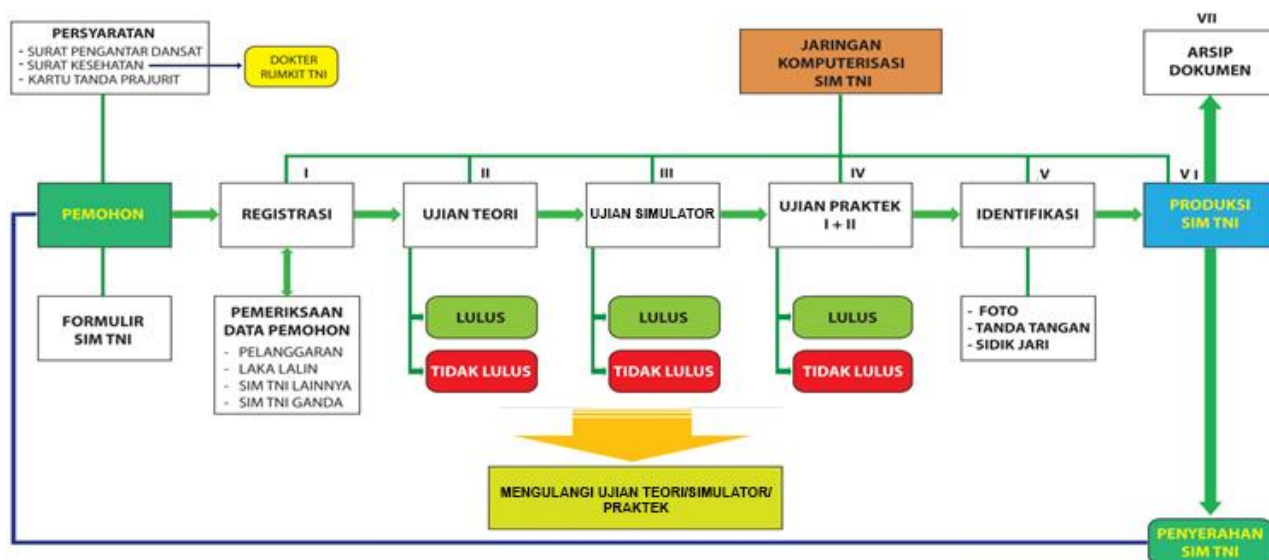 PERSYARATAN
- SURAT PENGANTAR DANSAT
- SURAT KESEHATAN
- KARTU TANDA PRAJURIT
DOKTER
RUMKIT TNI
JARINGAN
KOMPUTERISASI
SIM TNI
VII
ARSIP
DOKUMEN
PEMOHON
I
REGISTRASI
II
UJIAN TEORI
III
UJIAN SIMULATOR
IV
UJIAN PRAKTEK
I + II
V
IDENTIFIKASI
VI
PRODUKSI
SIM TNI
FORMULIR
SIM TNI
PEMERIKSAAN
DATA PEMOHON
- PELANGGARAN
- LAKA LALIN
- SIM TNI LAINNYA
- SIM TNI GANDA
LULUS
TIDAK LULUS
LULUS
TIDAK LULUS
LULUS
TIDAK LULUS
- FOTO
- TANDA TANGAN
- SIDIK JARI
MENGULANGI UJIAN TEORI/SIMULATOR/
PRAKTEK
PENYERAHAN
SIM TNI